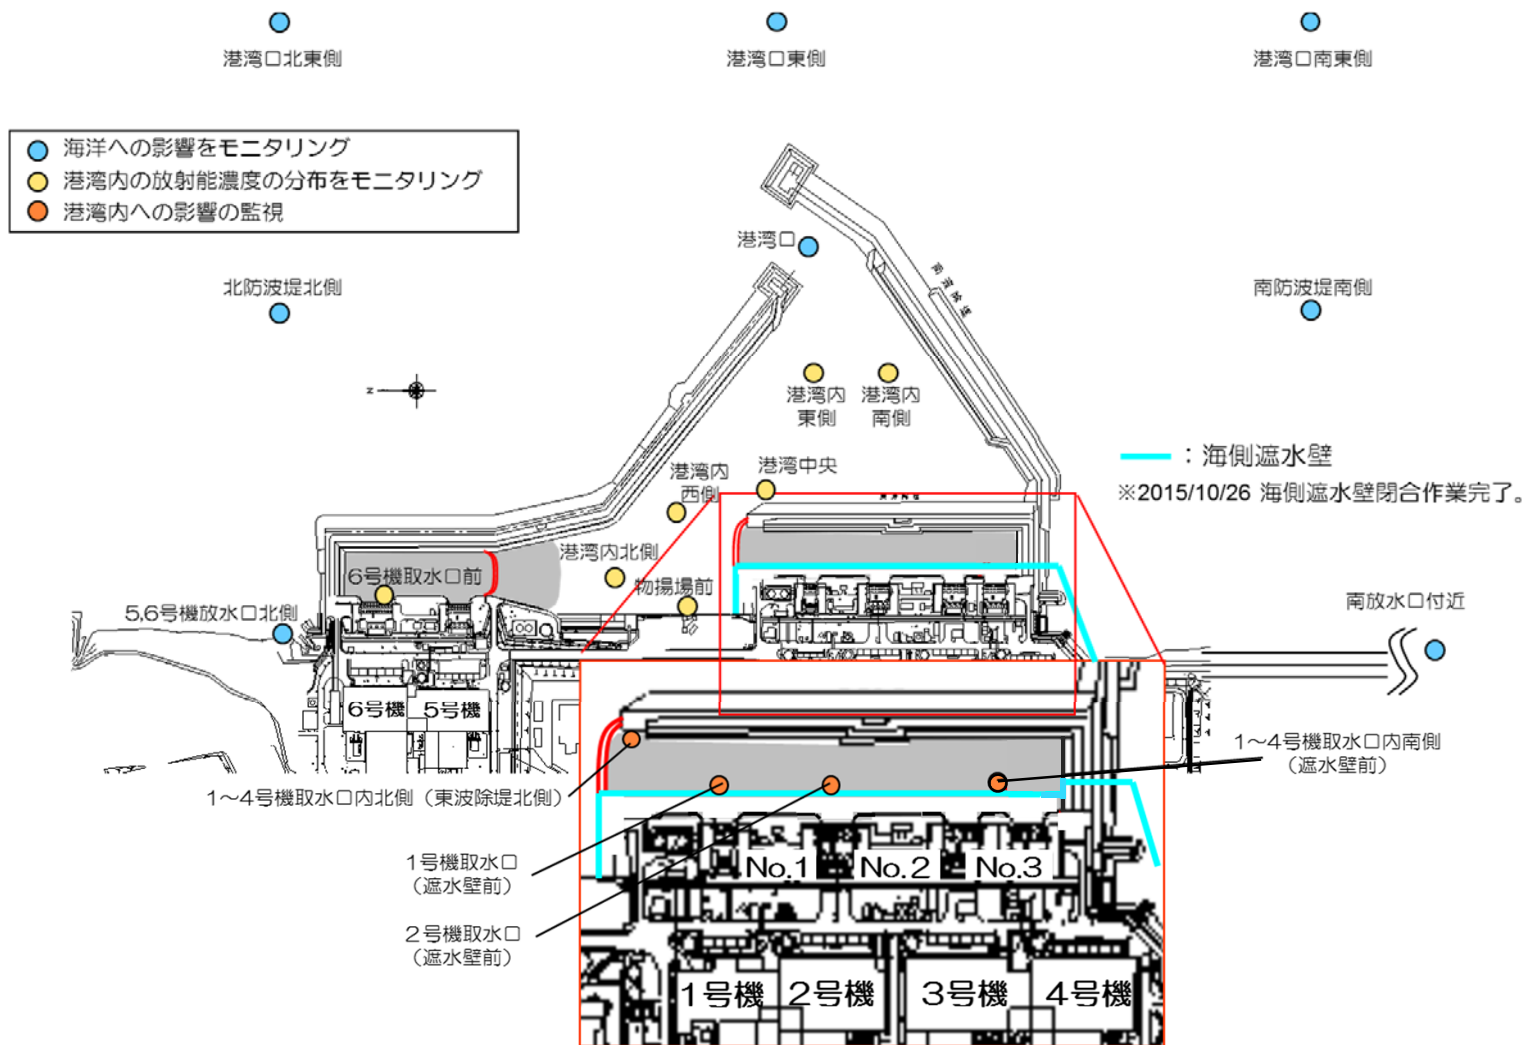 港湾口北東側
港湾口東側
港湾口南東側
海洋への影響をモニタリング
港湾内の放射能濃度の分布をモニタリング
港湾内への影響の監視
港湾口
北防波堤北側
南防波堤南側
N
港湾内
東側
港湾内
南側
:海側遮水壁
※2015/10/26 海側遮水壁閉合作業完了。
港湾中央
港湾内
西側
港湾内北側
6号機取水口前
物揚場前
5,6号機放水口北側
南放水口付近
6号機
5号機
1~4号機取水口内南側
(遮水壁前)
1~4号機取水口内北側(東波除堤北側)
1号機取水口
(遮水壁前)
No.1
No.2
No.3
2号機取水口
(遮水壁前)
1号機
2号機
3号機
4号機